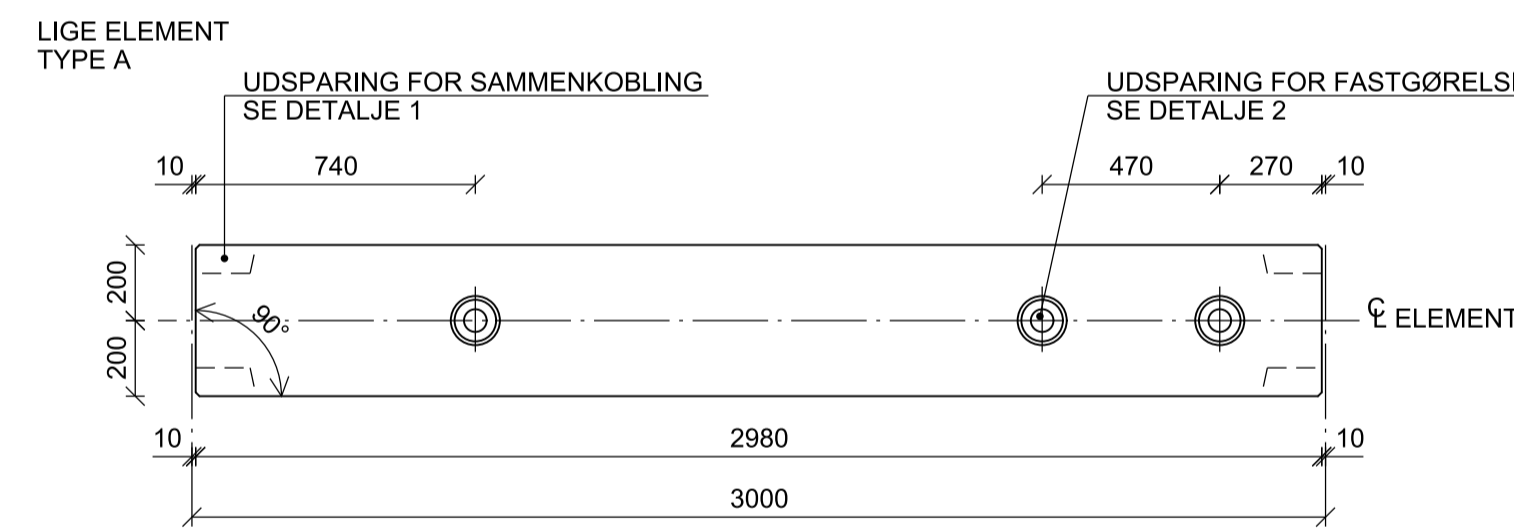 LIGE ELEMENT
TYPE A
UDSPARING FOR SAMMENKOBLING
SE DETALJE 1
UDSPARING FOR FASTGØRELS
SE DETALJE 2
10 740 470 270 10
200
200
90°
℄ ELEMENT
10 2980 10
3000